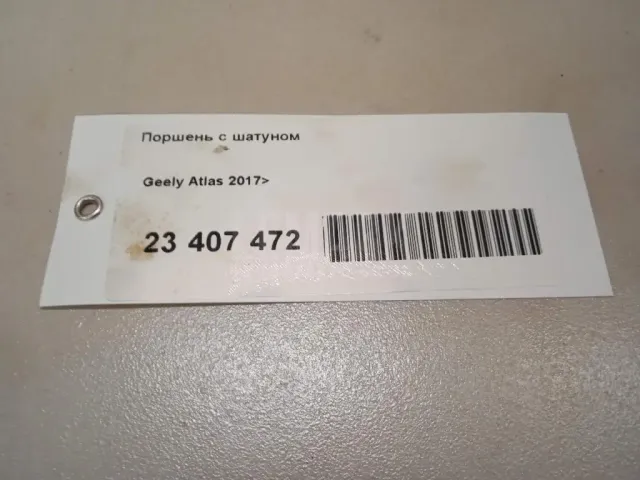 Поршень с шатуном
Geely Atlas 2017>
23 407 472